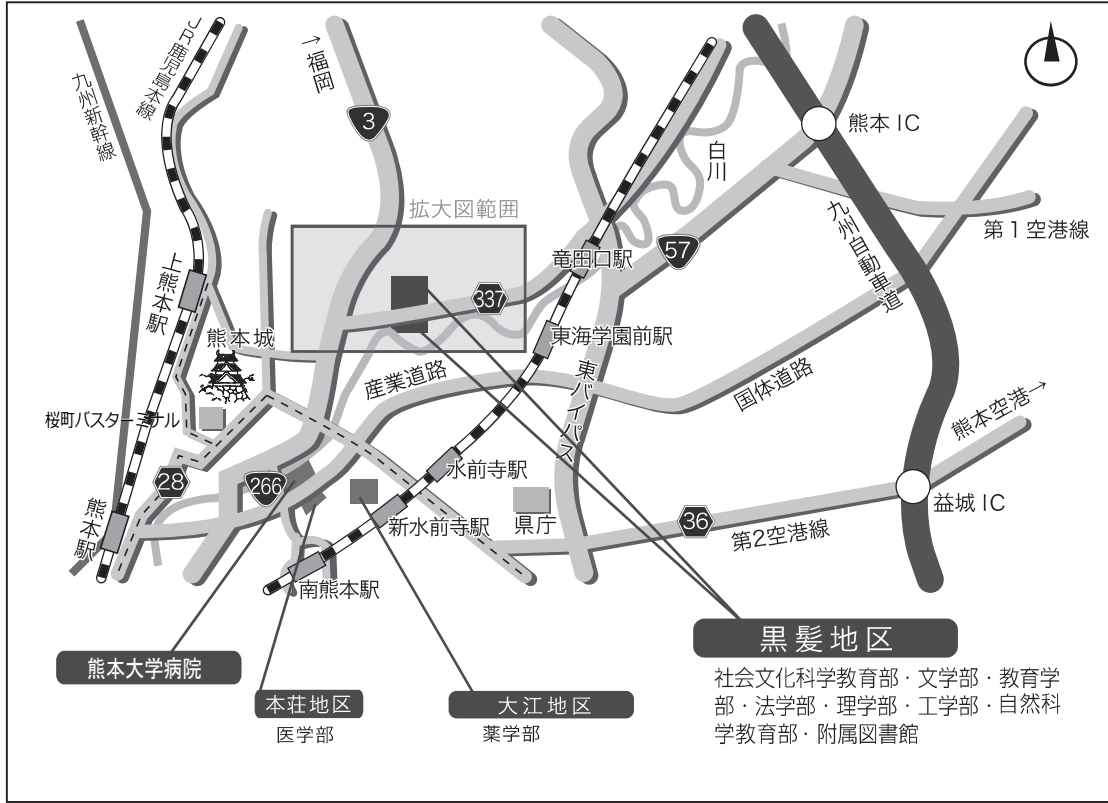 JR鹿児島本線
九州新幹線
→福岡
3
熊本 IC
白川
拡大図範囲
57
第1空港線
竜田口駅
九州自動車道
上熊本駅
337
熊本城
東海学園前駅
産業道路
東バイパス
国体道路
桜町バスターミナル
熊本空港→
28
266
水前寺駅
新水前寺駅
県庁
36
第2空港線
益城 IC
熊本駅
南熊本駅
熊本大学病院
本荘地区
医学部
大江地区
薬学部
黒髪地区
社会文化科学教育部・文学部・教育学
部・法学部・理学部・工学部・自然科
学教育部・附属図書館